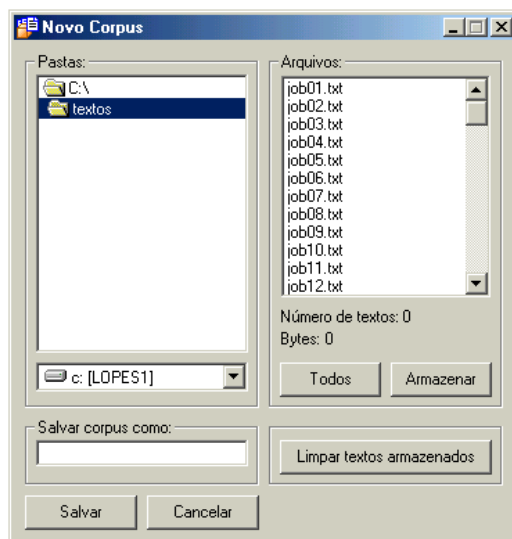 Novo Corpus
Pastas:
C:\
textos
c: [LOPES1]
Arquivos:
job01.txt
job02.txt
job03.txt
job04.txt
job05.txt
job06.txt
job07.txt
job08.txt
job09.txt
job10.txt
job11.txt
job12.txt
Número de textos: 0
Bytes: 0
Todos Armazenar
Salvar corpus como:
Limpar textos armazenados
Salvar Cancelar